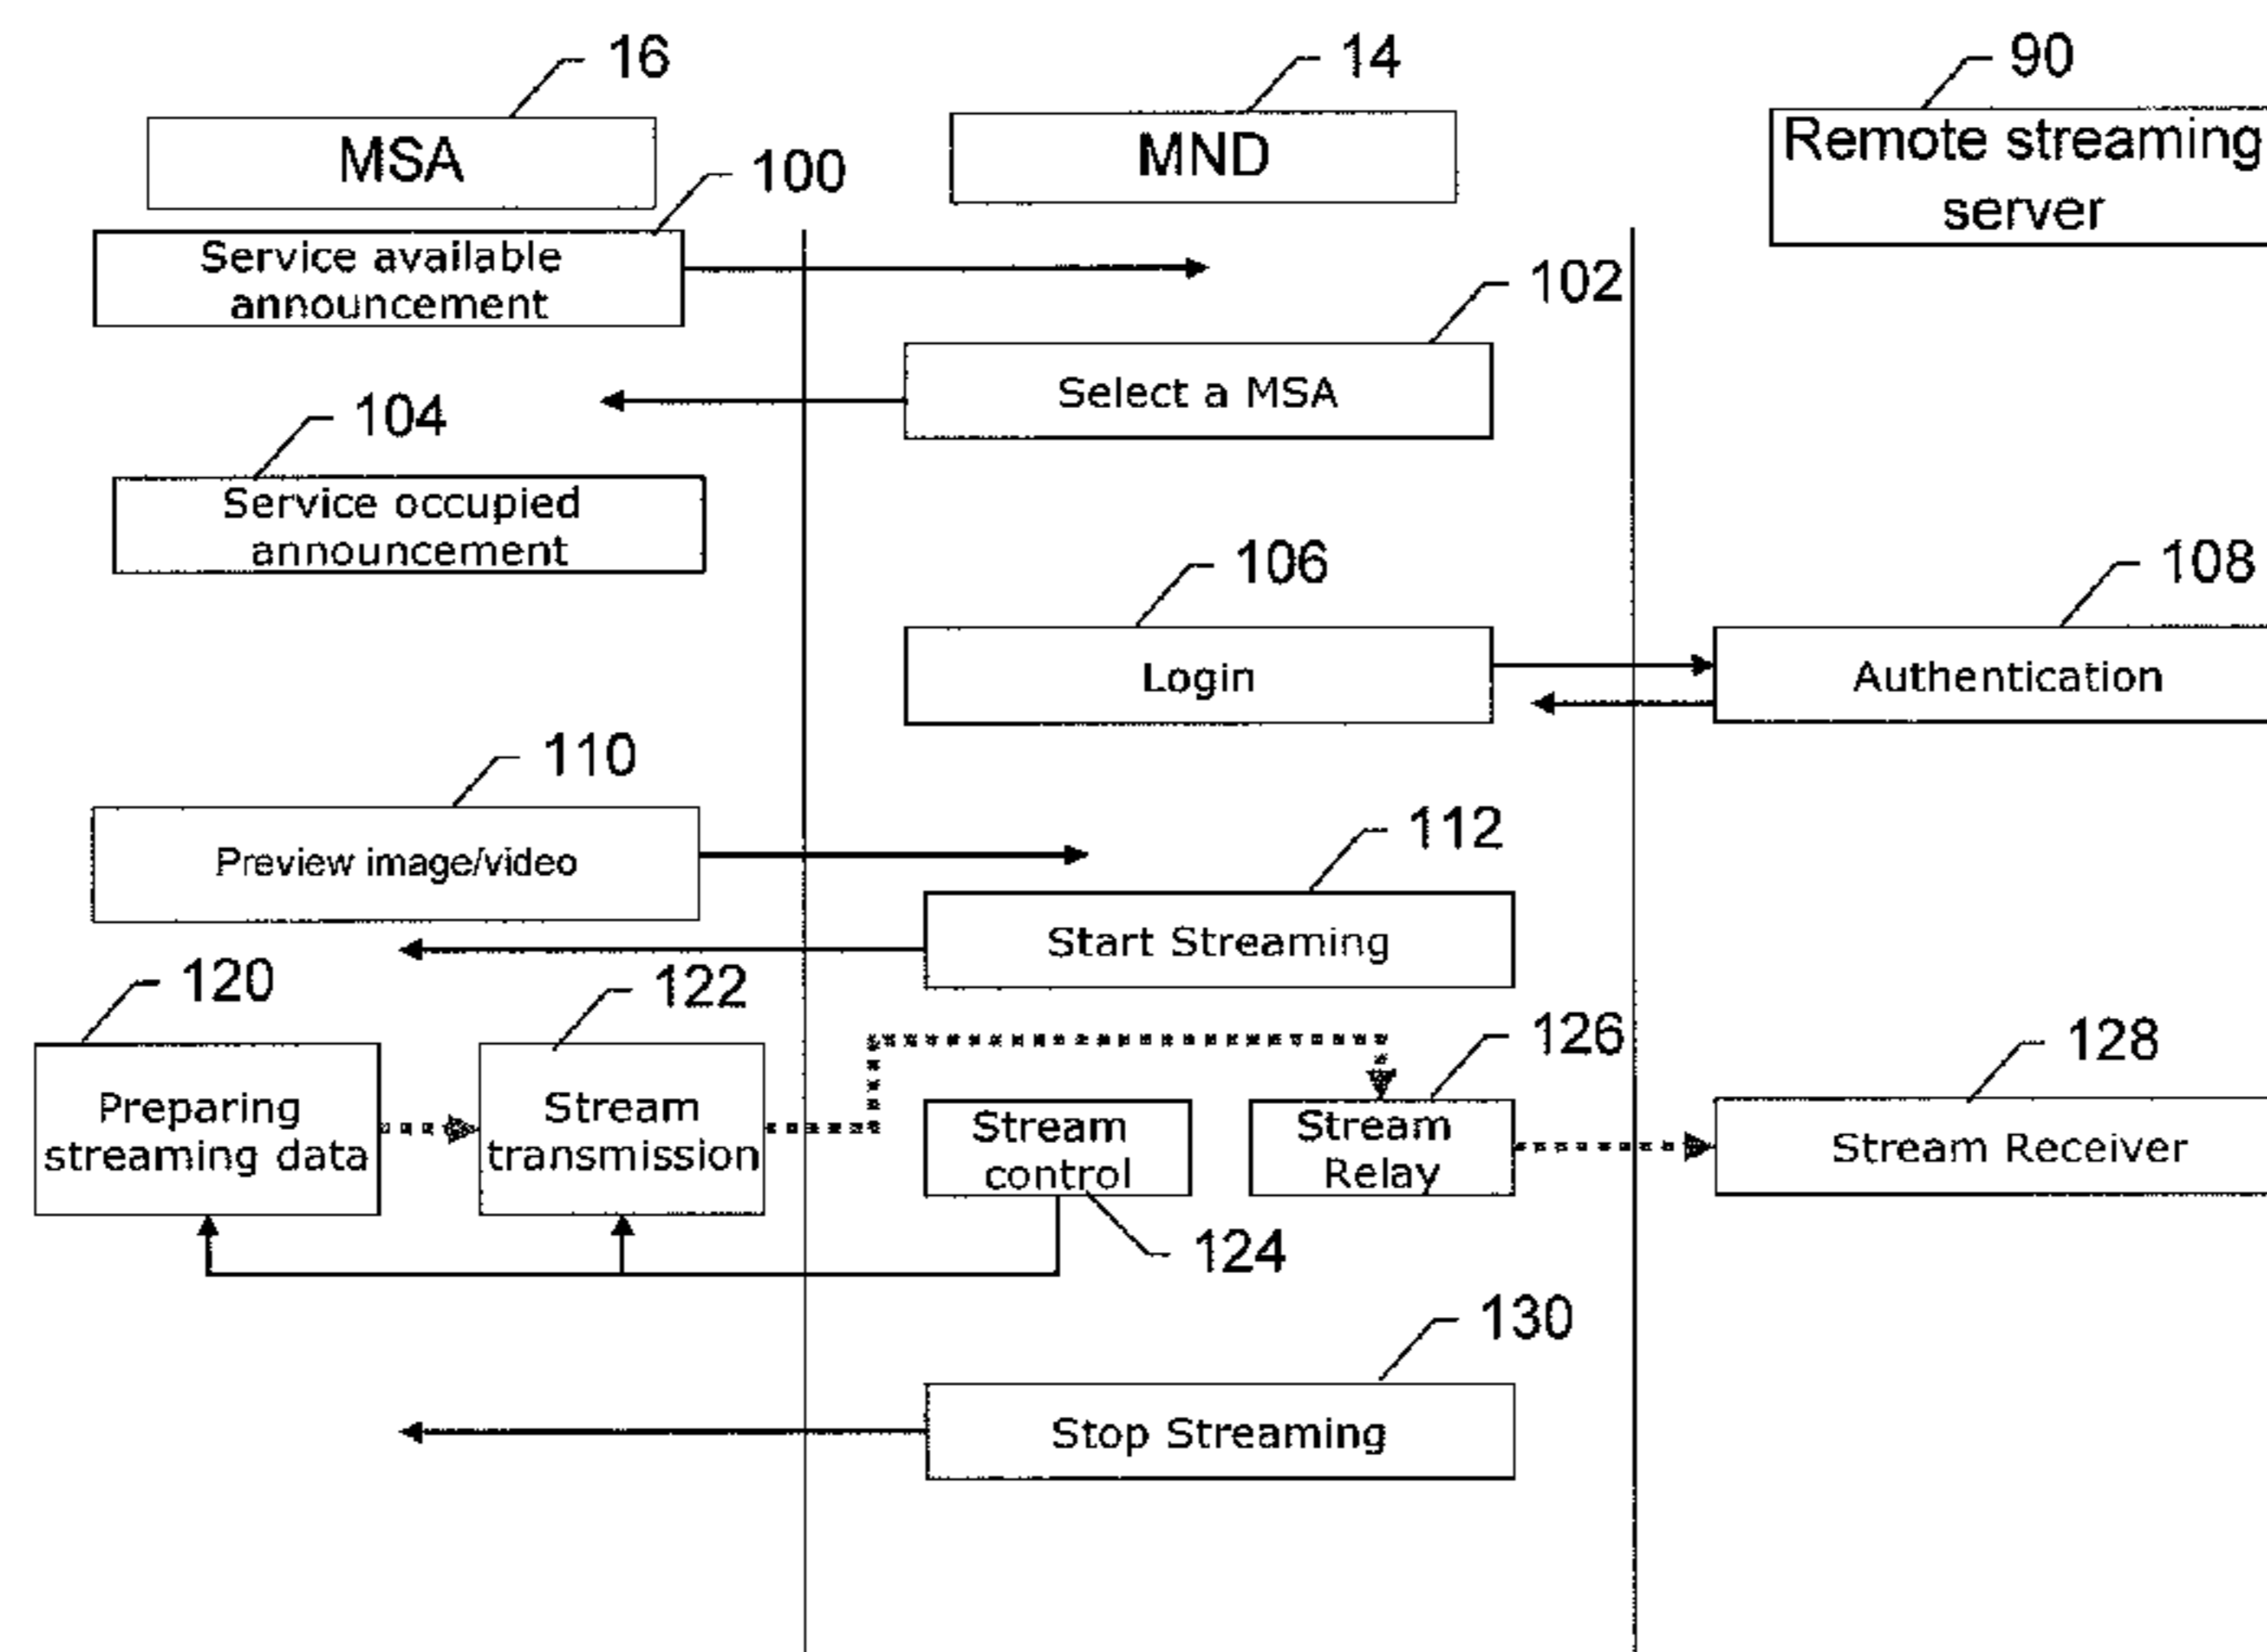 16
14
90
MSA
MND
Remote streaming
server
100
Service available
announcement
102
Select a MSA
104
Service occupied
announcement
106
108
Login
Authentication
110
Preview image/video
112
Start Streaming
120
122
126
128
Preparing
streaming data
Stream
transmission
Stream
control
Stream
Relay
Stream Receiver
124
130
Stop Streaming